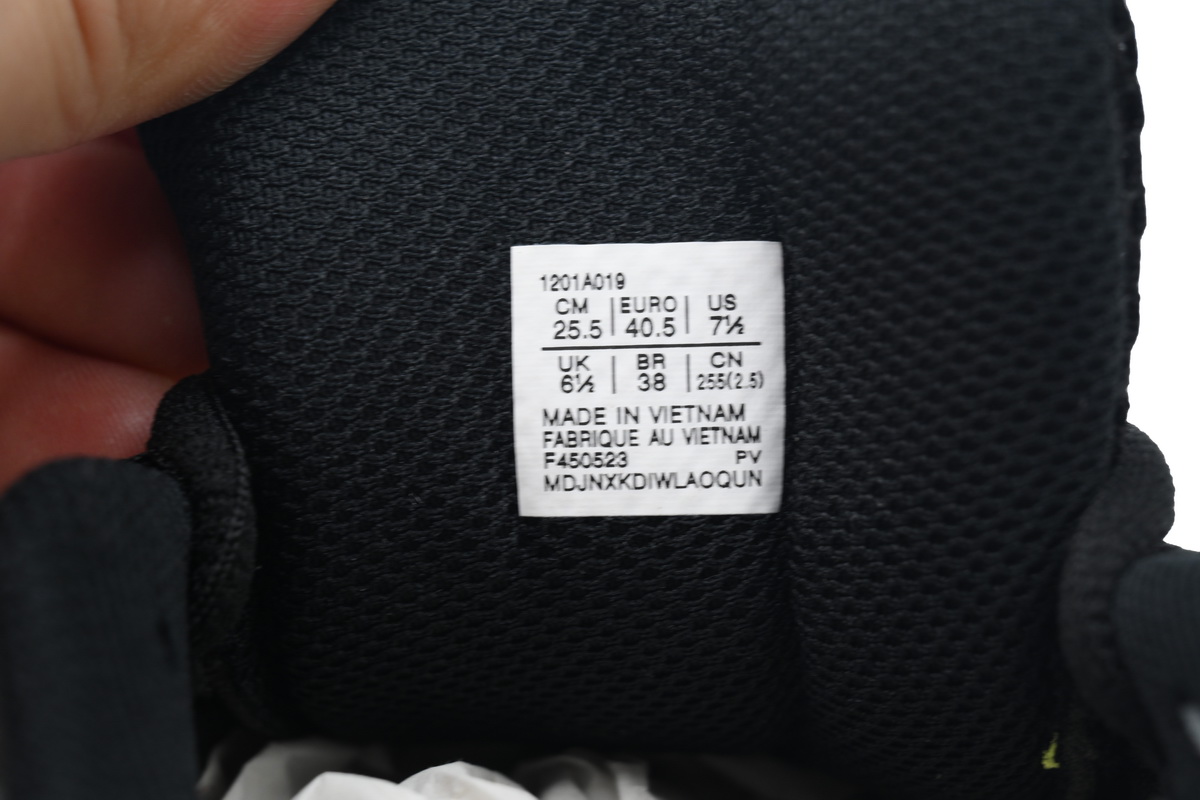 1201A019
CM | EURO | US
25.5 | 40.5 | 7½
UK | BR | CN
6½ | 38 | 255(2.5)
MADE IN VIETNAM
FABRIQUE AU VIETNAM
F450523 PV
MDJNXKDIWLAOQUN